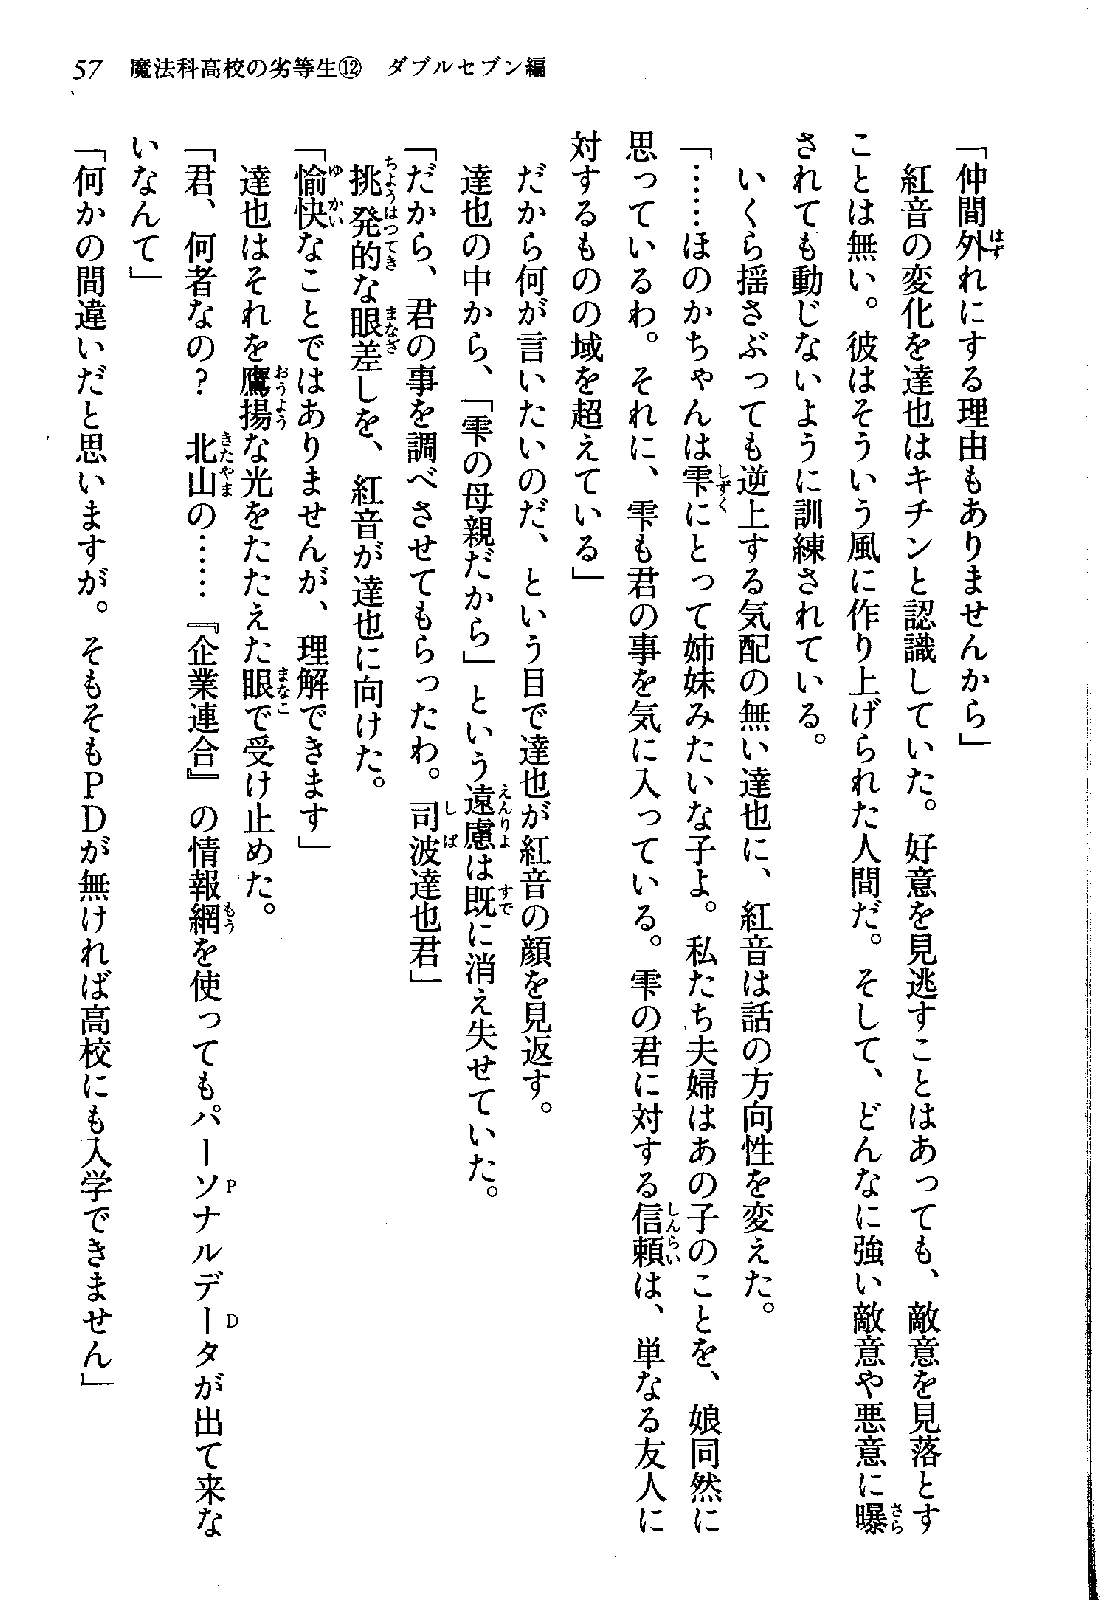 57 魔法科高校の劣等生⑫ ダブルセブン編
「仲間外れにする理由もありませんから」
紅音の変化を達也はキチンと認識していた。好意を見逃すことはあっても、敵意を見落とす
ことは無い。彼はそういう風に作り上げられた人間だ。そして、どんなに強い敵意や悪意に曝
されても動じないように訓練されている。
いくら揺さぶっても逆上する気配の無い達也に、紅音は話の方向性を変えた。
「……ほのかちゃんは雫にとって姉妹みたいな子よ。私たち夫婦はあの子のことを、娘同然に
思っているわ。それに、雫も君の事を気に入っている。雫の君に対する信頼は、単なる友人に
対するものの域を超えている」
だから何が言いたいのだ、という目で達也が紅音の顔を見返す。
達也の中から、「雫の母親だから」という遠慮は既に消え失せていた。
「だから、君の事を調べさせてもらったわ。司波達也君」
挑発的な眼差しを、紅音が達也に向けた。
「愉快なことではありませんが、理解できます」
達也はそれを鷹揚な光をたたえた眼で受け止めた。
「君、何者なの? 北山の……『企業連合』の情報網を使ってもパーソナルデータが出て来な
いなんて」
「何かの間違いだと思いますが。そもそもPDが無ければ高校にも入学できません」